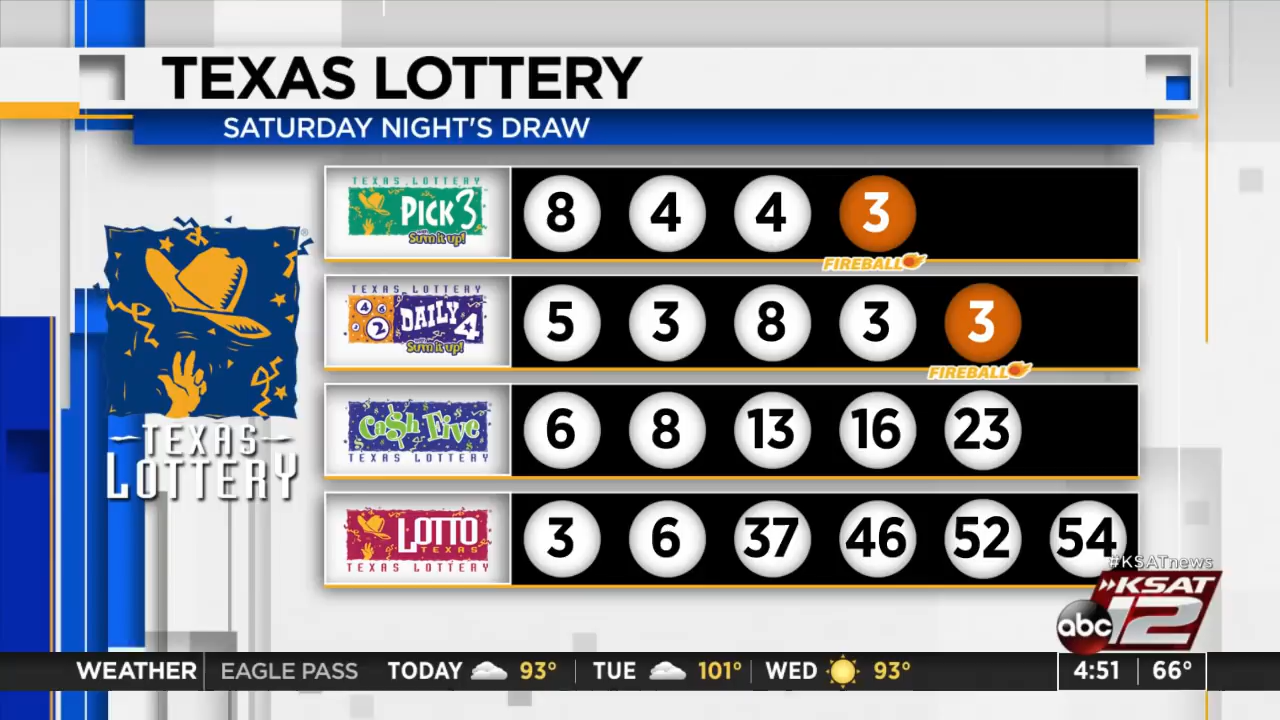 TEXAS LOTTERY
SATURDAY NIGHT'S DRAW
TEXAS LOTTERY
PICK 3
Sum it up!
8 4 4 3
FIREBALL
TEXAS LOTTERY
4 6 2 DAILY 4
Sum it up!
5 3 8 3 3
FIREBALL
Ca$h Five
TEXAS LOTTERY
6 8 13 16 23
LOTTO
TEXAS
TEXAS LOTTERY
3 6 37 46 52 54
TEXAS
LOTTERY
#KSATnews
KSAT
abc 12
WEATHER EAGLE PASS TODAY 93° TUE 101° WED 93° 4:51 66°